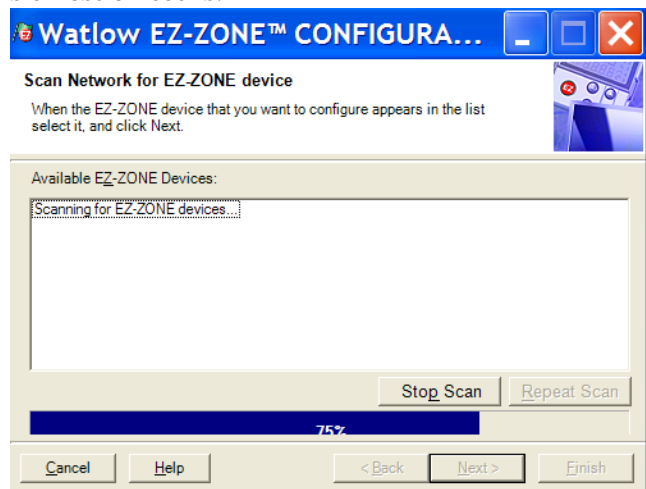 Watlow EZ-ZONE™ CONFIGURA...
Scan Network for EZ-ZONE device
When the EZ-ZONE device that you want to configure appears in the list
select it, and click Next.
Available EZ-ZONE Devices:
Scanning for EZ-ZONE devices...
Stop Scan Repeat Scan
75%
Cancel Help < Back Next > Finish